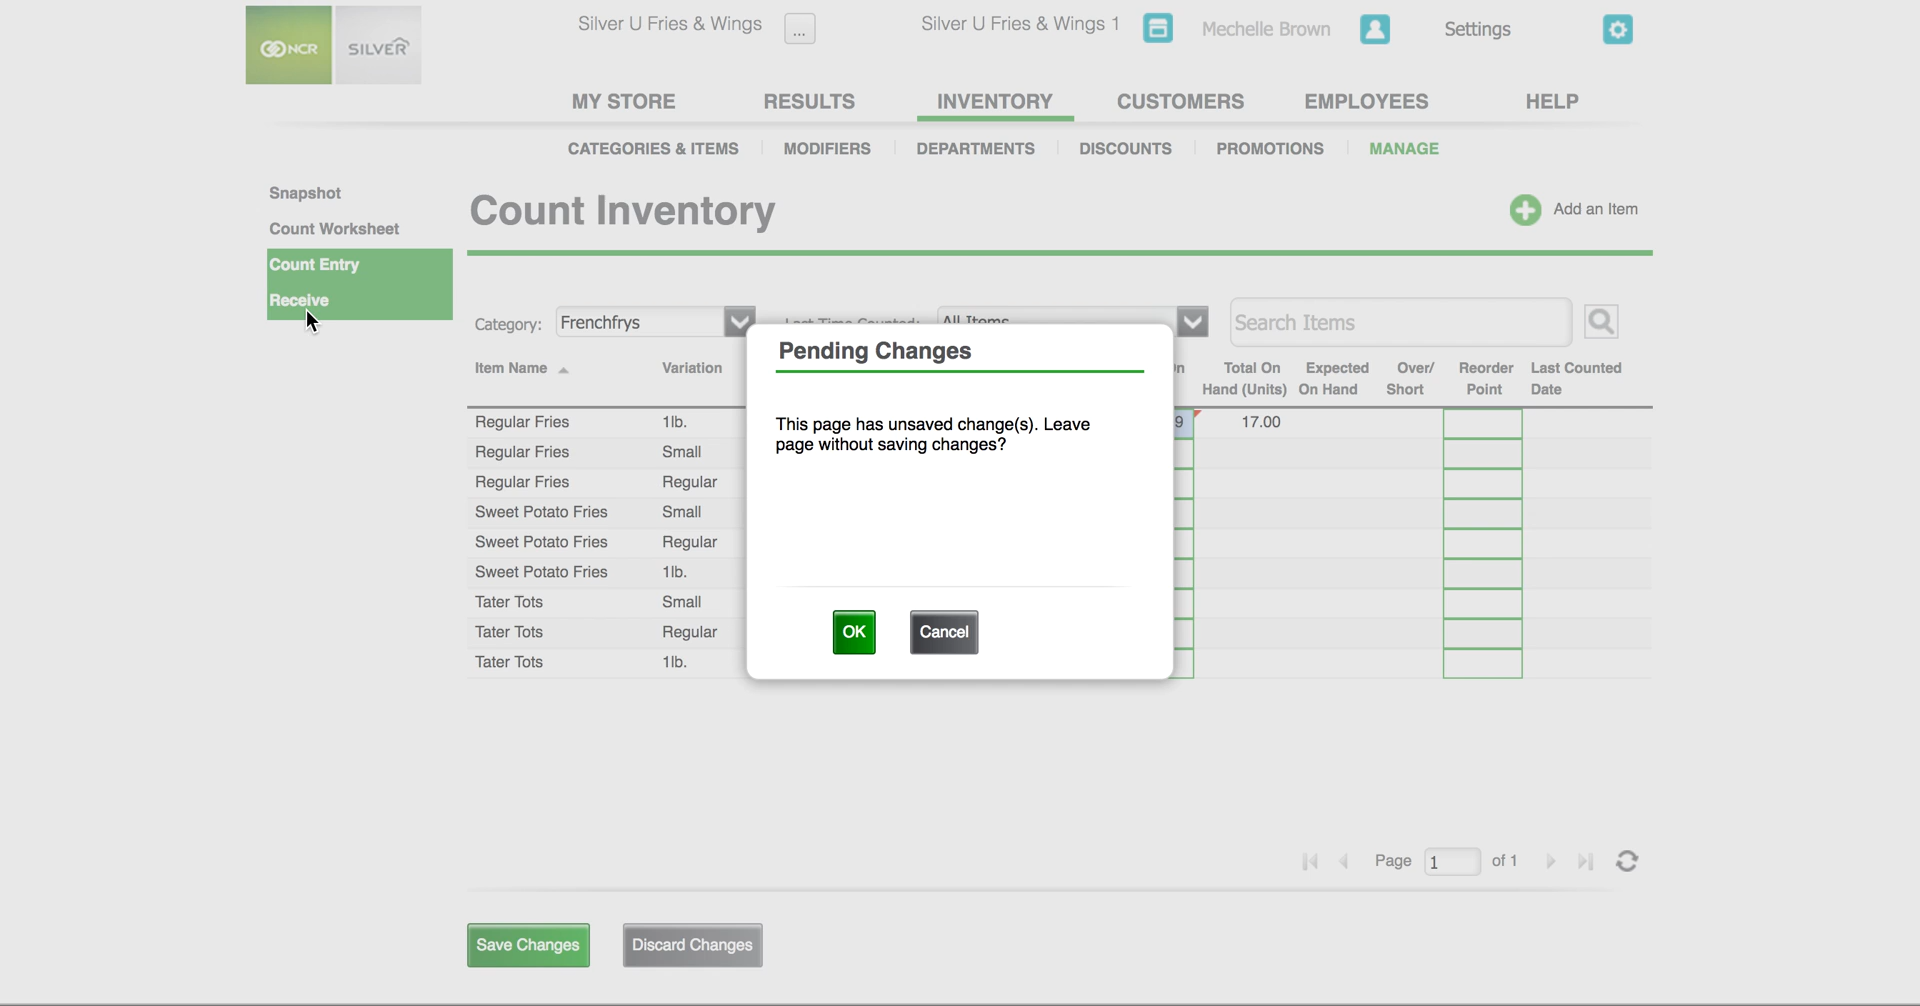 NCR SILVER
Silver U Fries & Wings ... Silver U Fries & Wings 1 Mechelle Brown Settings
MY STORE RESULTS INVENTORY CUSTOMERS EMPLOYEES HELP
CATEGORIES & ITEMS MODIFIERS DEPARTMENTS DISCOUNTS PROMOTIONS MANAGE
Snapshot
Count Worksheet
Count Entry
Receive
Count Inventory
Add an Item
Category: Frenchfrys Last Time Counted: All Items Search Items
Item Name Variation Total On Hand (Units) Expected On Hand Over/ Short Reorder Point Last Counted Date
Regular Fries 1lb. 9 17.00
Regular Fries Small
Regular Fries Regular
Sweet Potato Fries Small
Sweet Potato Fries Regular
Sweet Potato Fries 1lb.
Tater Tots Small
Tater Tots Regular
Tater Tots 1lb.
Pending Changes
This page has unsaved change(s). Leave
page without saving changes?
OK Cancel
Page 1 of 1
Save Changes Discard Changes